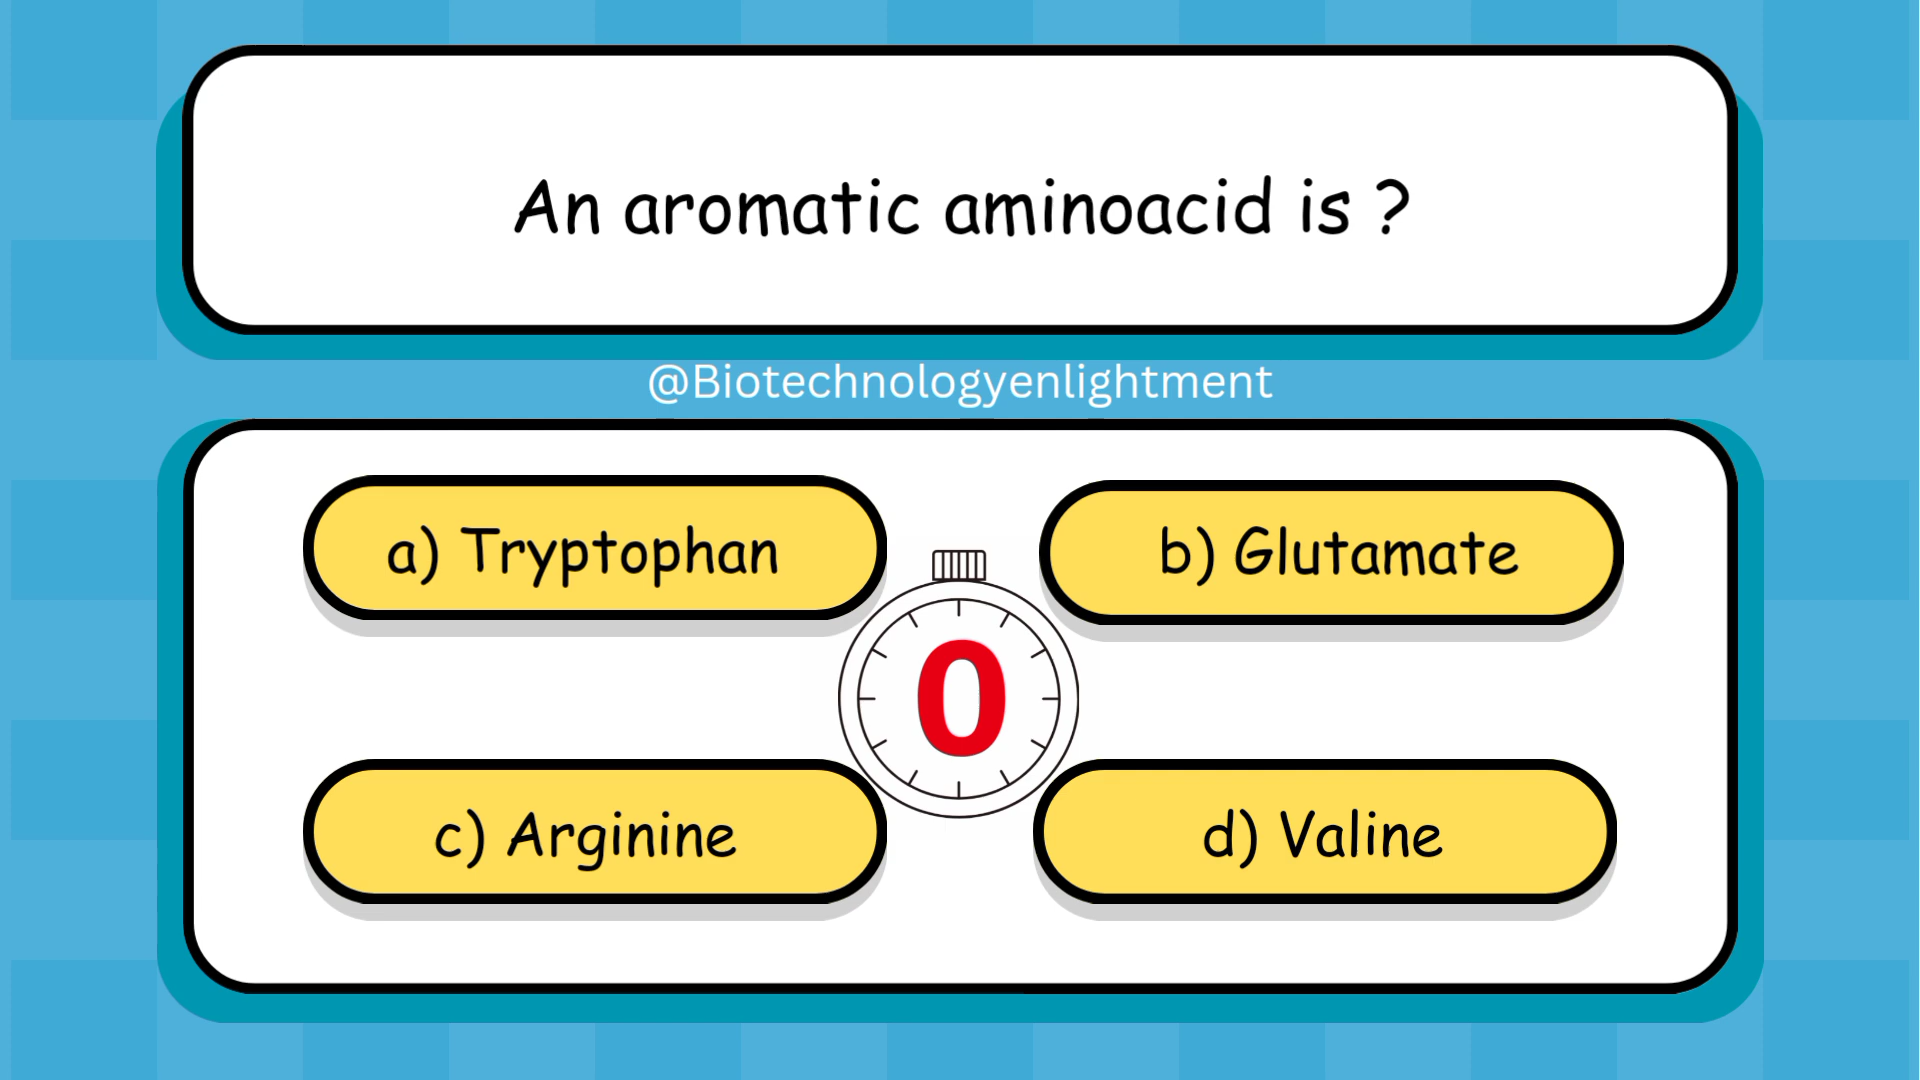 An aromatic aminoacid is ?
@Biotechnologyenlightment
a) Tryptophan
b) Glutamate
0
c) Arginine
d) Valine